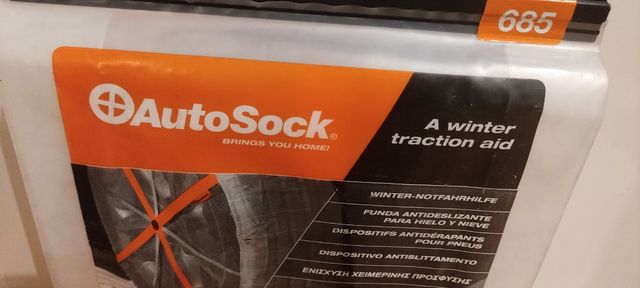 685
AutoSock®
BRINGS YOU HOME!
A winter
traction aid
WINTER-NOTFAHRHILFE
FUNDA ANTIDESLIZANTE
PARA HIELO Y NIEVE
DISPOSITIFS ANTIDÉRAPANTS
POUR PNEUS
DISPOSITIVO ANTISLITTAMENTO
ΕΝΙΣΧΥΣΗ ΧΕΙΜΕΡΙΝΗΣ ΠΡΟΣΦΥΣΗΣ